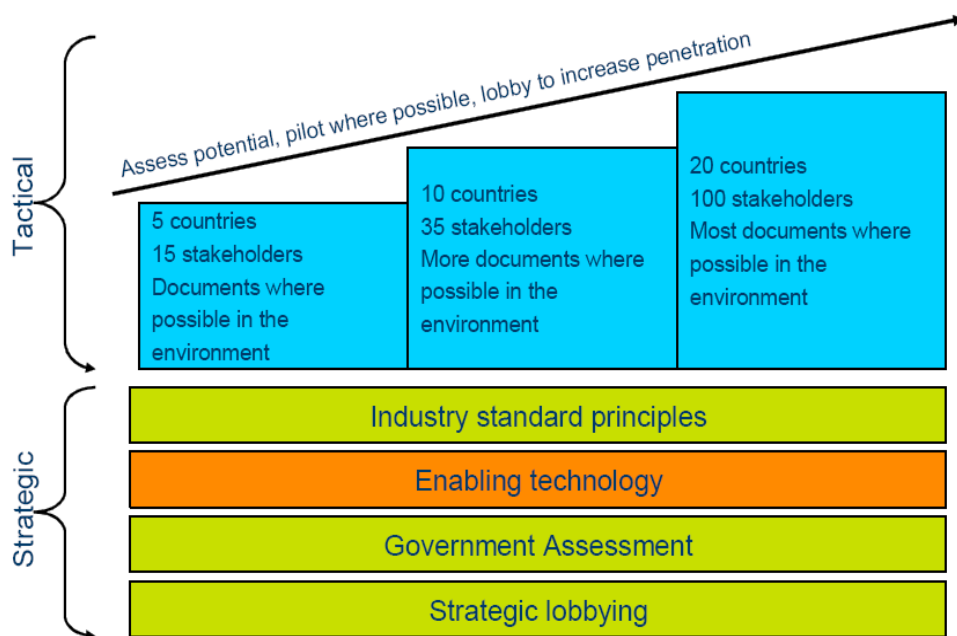 Assess potential, pilot where possible, lobby to increase penetration
Tactical
5 countries
15 stakeholders
Documents where
possible in the
environment
10 countries
35 stakeholders
More documents where
possible in the
environment
20 countries
100 stakeholders
Most documents where
possible in the
environment
Strategic
Industry standard principles
Enabling technology
Government Assessment
Strategic lobbying